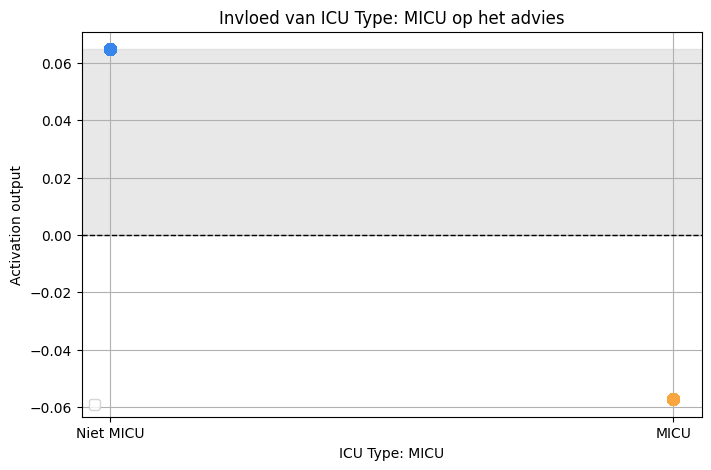 Invloed van ICU Type: MICU op het advies
Activation output
0.06
0.04
0.02
0.00
−0.02
−0.04
−0.06
Niet MICU
MICU
ICU Type: MICU